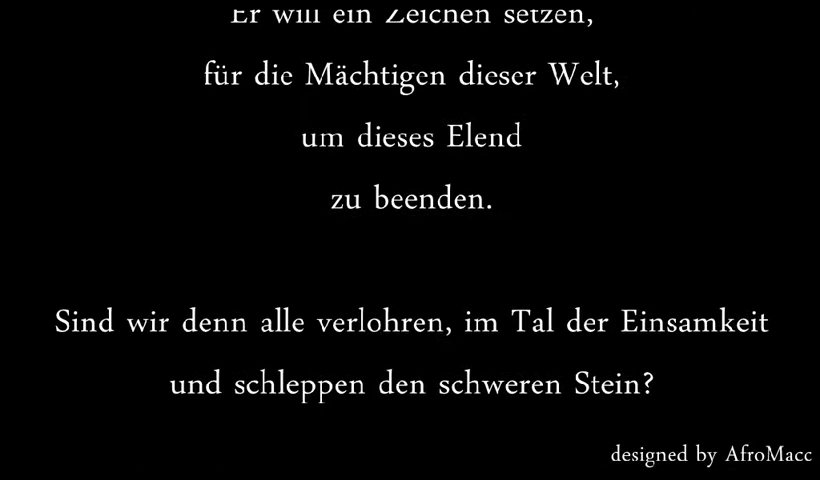 Er will ein Zeichen setzen,
für die Mächtigen dieser Welt,
um dieses Elend
zu beenden.
Sind wir denn alle verlohren, im Tal der Einsamkeit
und schleppen den schweren Stein?
designed by AfroMacc